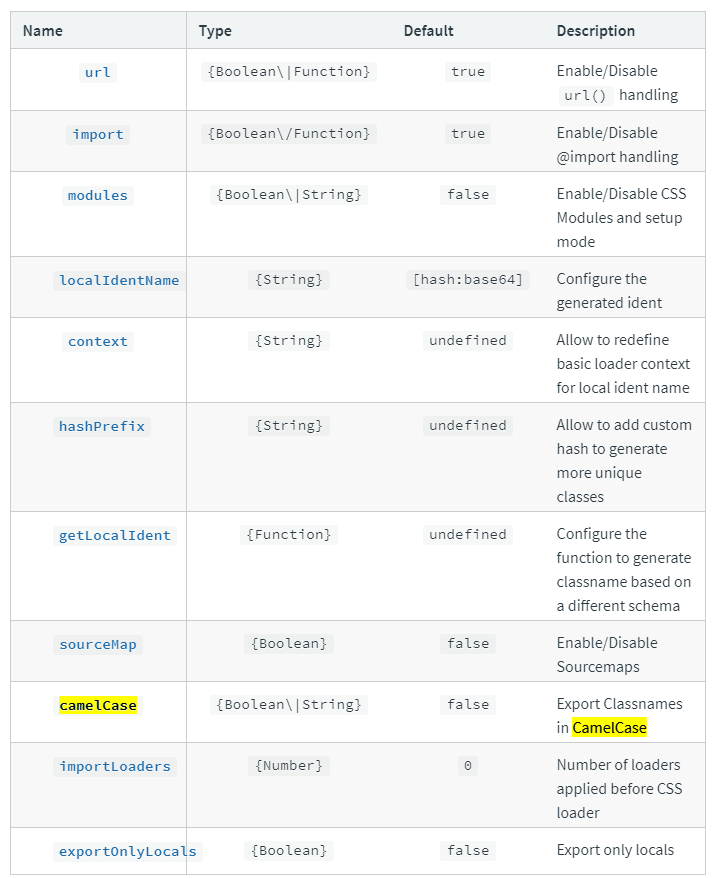 Name Type Default Description
url {Boolean\|Function} true Enable/Disable
url() handling
import {Boolean\/Function} true Enable/Disable
@import handling
modules {Boolean\|String} false Enable/Disable CSS
Modules and setup
mode
localIdentName {String} [hash:base64] Configure the
generated ident
context {String} undefined Allow to redefine
basic loader context
for local ident name
hashPrefix {String} undefined Allow to add custom
hash to generate
more unique
classes
getLocalIdent {Function} undefined Configure the
function to generate
classname based on
a different schema
sourceMap {Boolean} false Enable/Disable
Sourcemaps
camelCase {Boolean\|String} false Export Classnames
in CamelCase
importLoaders {Number} 0 Number of loaders
applied before CSS
loader
exportOnlyLocals {Boolean} false Export only locals